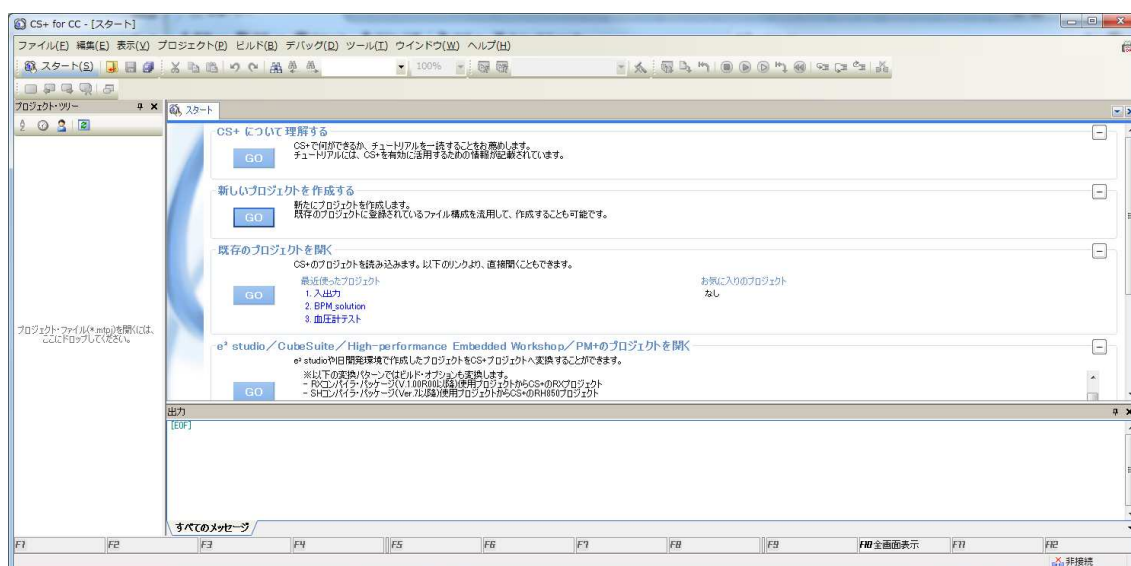 CS+ for CC - [スタート]
ファイル(F) 編集(E) 表示(V) プロジェクト(P) ビルド(B) デバッグ(D) ツール(T) ウインドウ(W) ヘルプ(H)
スタート(S)
100%
プロジェクト・ツリー
スタート
CS+ について理解する
CS+で何ができるか、チュートリアルを一読することをお薦めします。
GO
チュートリアルには、CS+を有効に活用するための情報が記載されています。
新しいプロジェクトを作成する
新たにプロジェクトを作成します。
GO
既存のプロジェクトに登録されているファイル構成を流用して、作成することも可能です。
既存のプロジェクトを開く
CS+のプロジェクトを読み込みます。以下のリンクより、直接開くこともできます。
最近使ったプロジェクト
お気に入りのプロジェクト
GO
1. 入出力
なし
2. BPM_solution
3. 血圧計テスト
プロジェクト・ファイル(*.mtpj)を開くには、
ここにドロップしてください。
e² studio/CubeSuite/High-performance Embedded Workshop/PM+のプロジェクトを開く
e² studioや旧開発環境で作成したプロジェクトをCS+プロジェクトへ変換することができます。
※以下の変換パターンではビルド・オプションも変換します。
- RXコンパイラ・パッケージ(V.1.00R00以降)使用プロジェクトからCS+のRXプロジェクト
GO
- SHコンパイラ・パッケージ(Ver.7以降)使用プロジェクトからCS+のRH850プロジェクト
出力
[EOF]
すべてのメッセージ
F1 F2 F3 F4 F5 F6 F7 F8 F9 F10 全画面表示 F11 F12
非接続